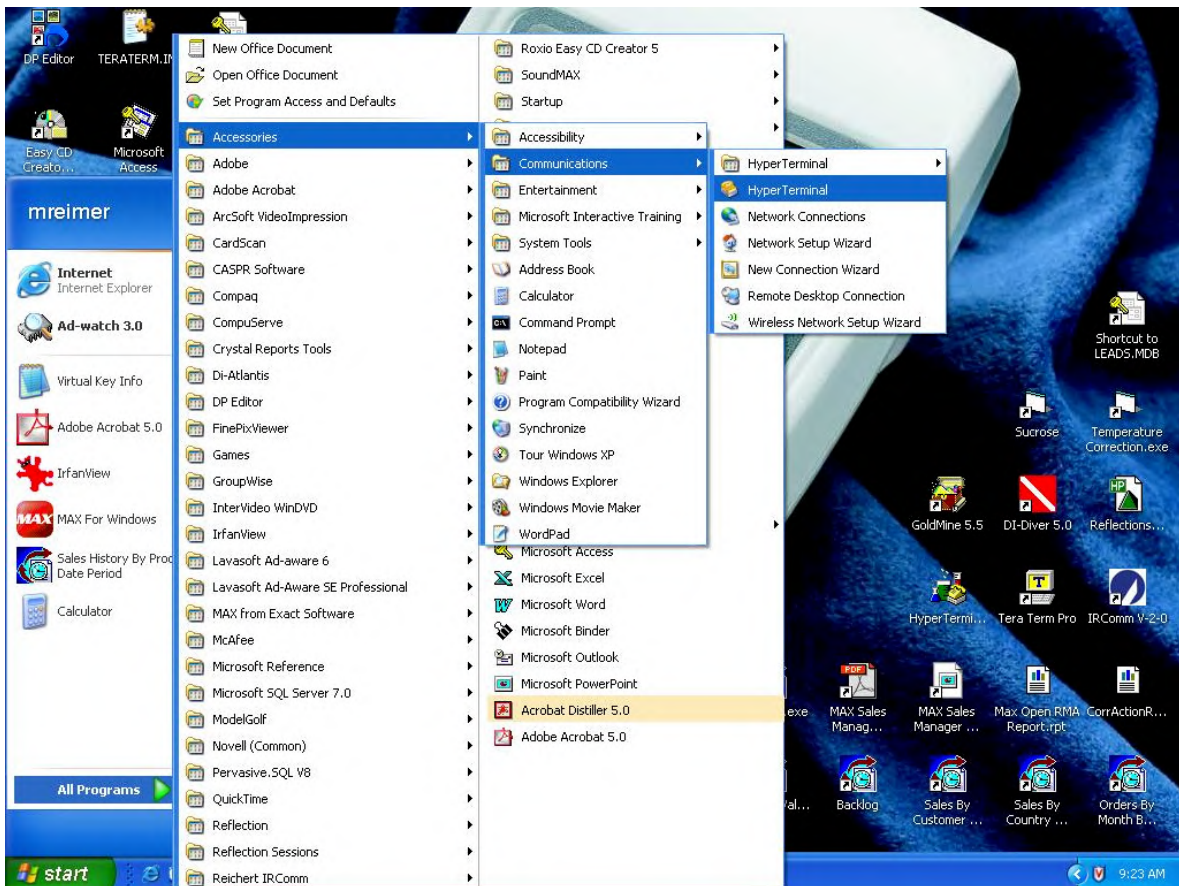 DP Editor
TERATERM.IN
Easy CD
Creato...
Microsoft
Access
mreimer
Internet
Internet Explorer
Ad-watch 3.0
Virtual Key Info
Adobe Acrobat 5.0
IrfanView
MAX
MAX For Windows
Sales History By Prod
Date Period
Calculator
All Programs
start
New Office Document
Open Office Document
Set Program Access and Defaults
Accessories
Adobe
Adobe Acrobat
ArcSoft VideoImpression
CardScan
CASPR Software
Compaq
CompuServe
Crystal Reports Tools
Di-Atlantis
DP Editor
FinePixViewer
Games
GroupWise
InterVideo WinDVD
IrfanView
Lavasoft Ad-aware 6
Lavasoft Ad-Aware SE Professional
MAX from Exact Software
McAfee
Microsoft Reference
Microsoft SQL Server 7.0
ModelGolf
Novell (Common)
Pervasive.SQL V8
QuickTime
Reflection
Reflection Sessions
Reichert IRComm
Roxio Easy CD Creator 5
SoundMAX
Startup
Accessibility
Communications
Entertainment
Microsoft Interactive Training
System Tools
Address Book
Calculator
Command Prompt
Notepad
Paint
Program Compatibility Wizard
Synchronize
Tour Windows XP
Windows Explorer
Windows Movie Maker
WordPad
Microsoft Access
Microsoft Excel
Microsoft Word
Microsoft Binder
Microsoft Outlook
Microsoft PowerPoint
Acrobat Distiller 5.0
Adobe Acrobat 5.0
HyperTerminal
HyperTerminal
Network Connections
Network Setup Wizard
New Connection Wizard
Remote Desktop Connection
Wireless Network Setup Wizard
Shortcut to
LEADS.MDB
Sucrose
Temperature
Correction.exe
GoldMine 5.5
DI-Diver 5.0
HP
Reflections...
HyperTermi...
Tera Term Pro
IRComm V-2-0
.exe
PDF
MAX Sales
Manag...
MAX Sales
Manager ...
Max Open RMA
Report.rpt
CorrActionR...
al...
Backlog
Sales By
Customer ...
Sales By
Country ...
Orders By
Month B...
9:23 AM